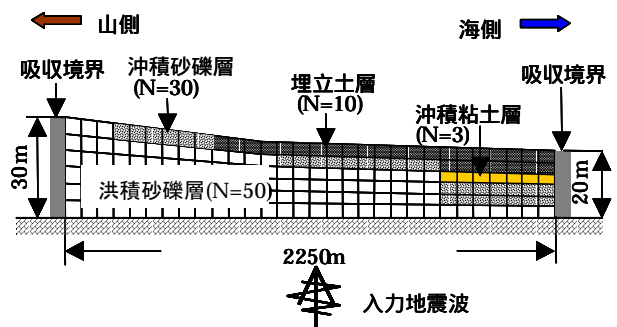 山側
海側
吸収境界
沖積砂礫層
(N=30)
埋立土層
(N=10)
沖積粘土層
(N=3)
吸収境界
30m
洪積砂礫層(N=50)
20m
2250m
入力地震波